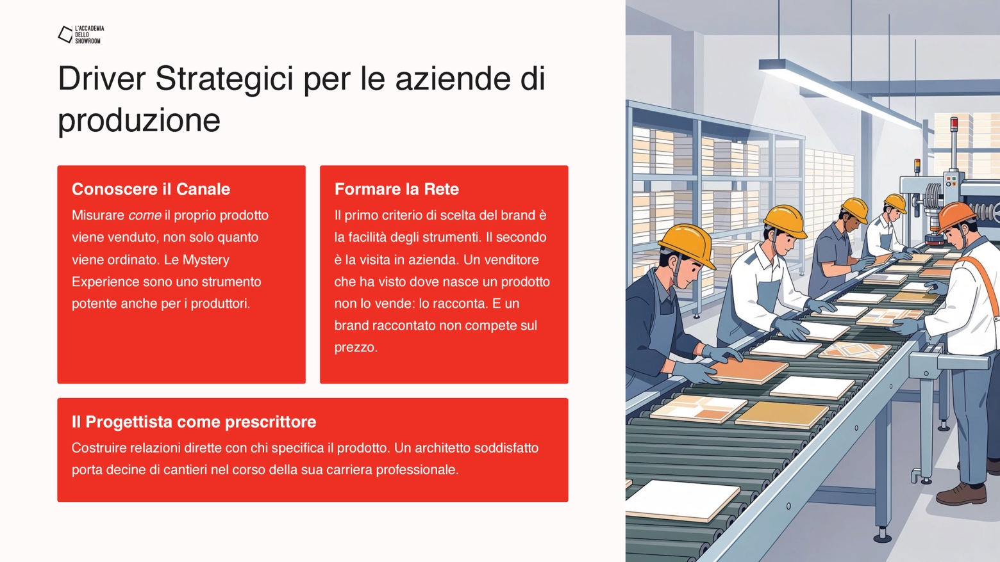 L'ACCADEMIA
DELLO
SHOWROOM
Driver Strategici per le aziende di
produzione
Conoscere il Canale
Misurare come il proprio prodotto
viene venduto, non solo quanto
viene ordinato. Le Mystery
Experience sono uno strumento
potente anche per i produttori.
Formare la Rete
Il primo criterio di scelta del brand è
la facilità degli strumenti. Il secondo
è la visita in azienda. Un venditore
che ha visto dove nasce un prodotto
non lo vende: lo racconta. E un
brand raccontato non compete sul
prezzo.
Il Progettista come prescrittore
Costruire relazioni dirette con chi specifica il prodotto. Un architetto soddisfatto
porta decine di cantieri nel corso della sua carriera professionale.